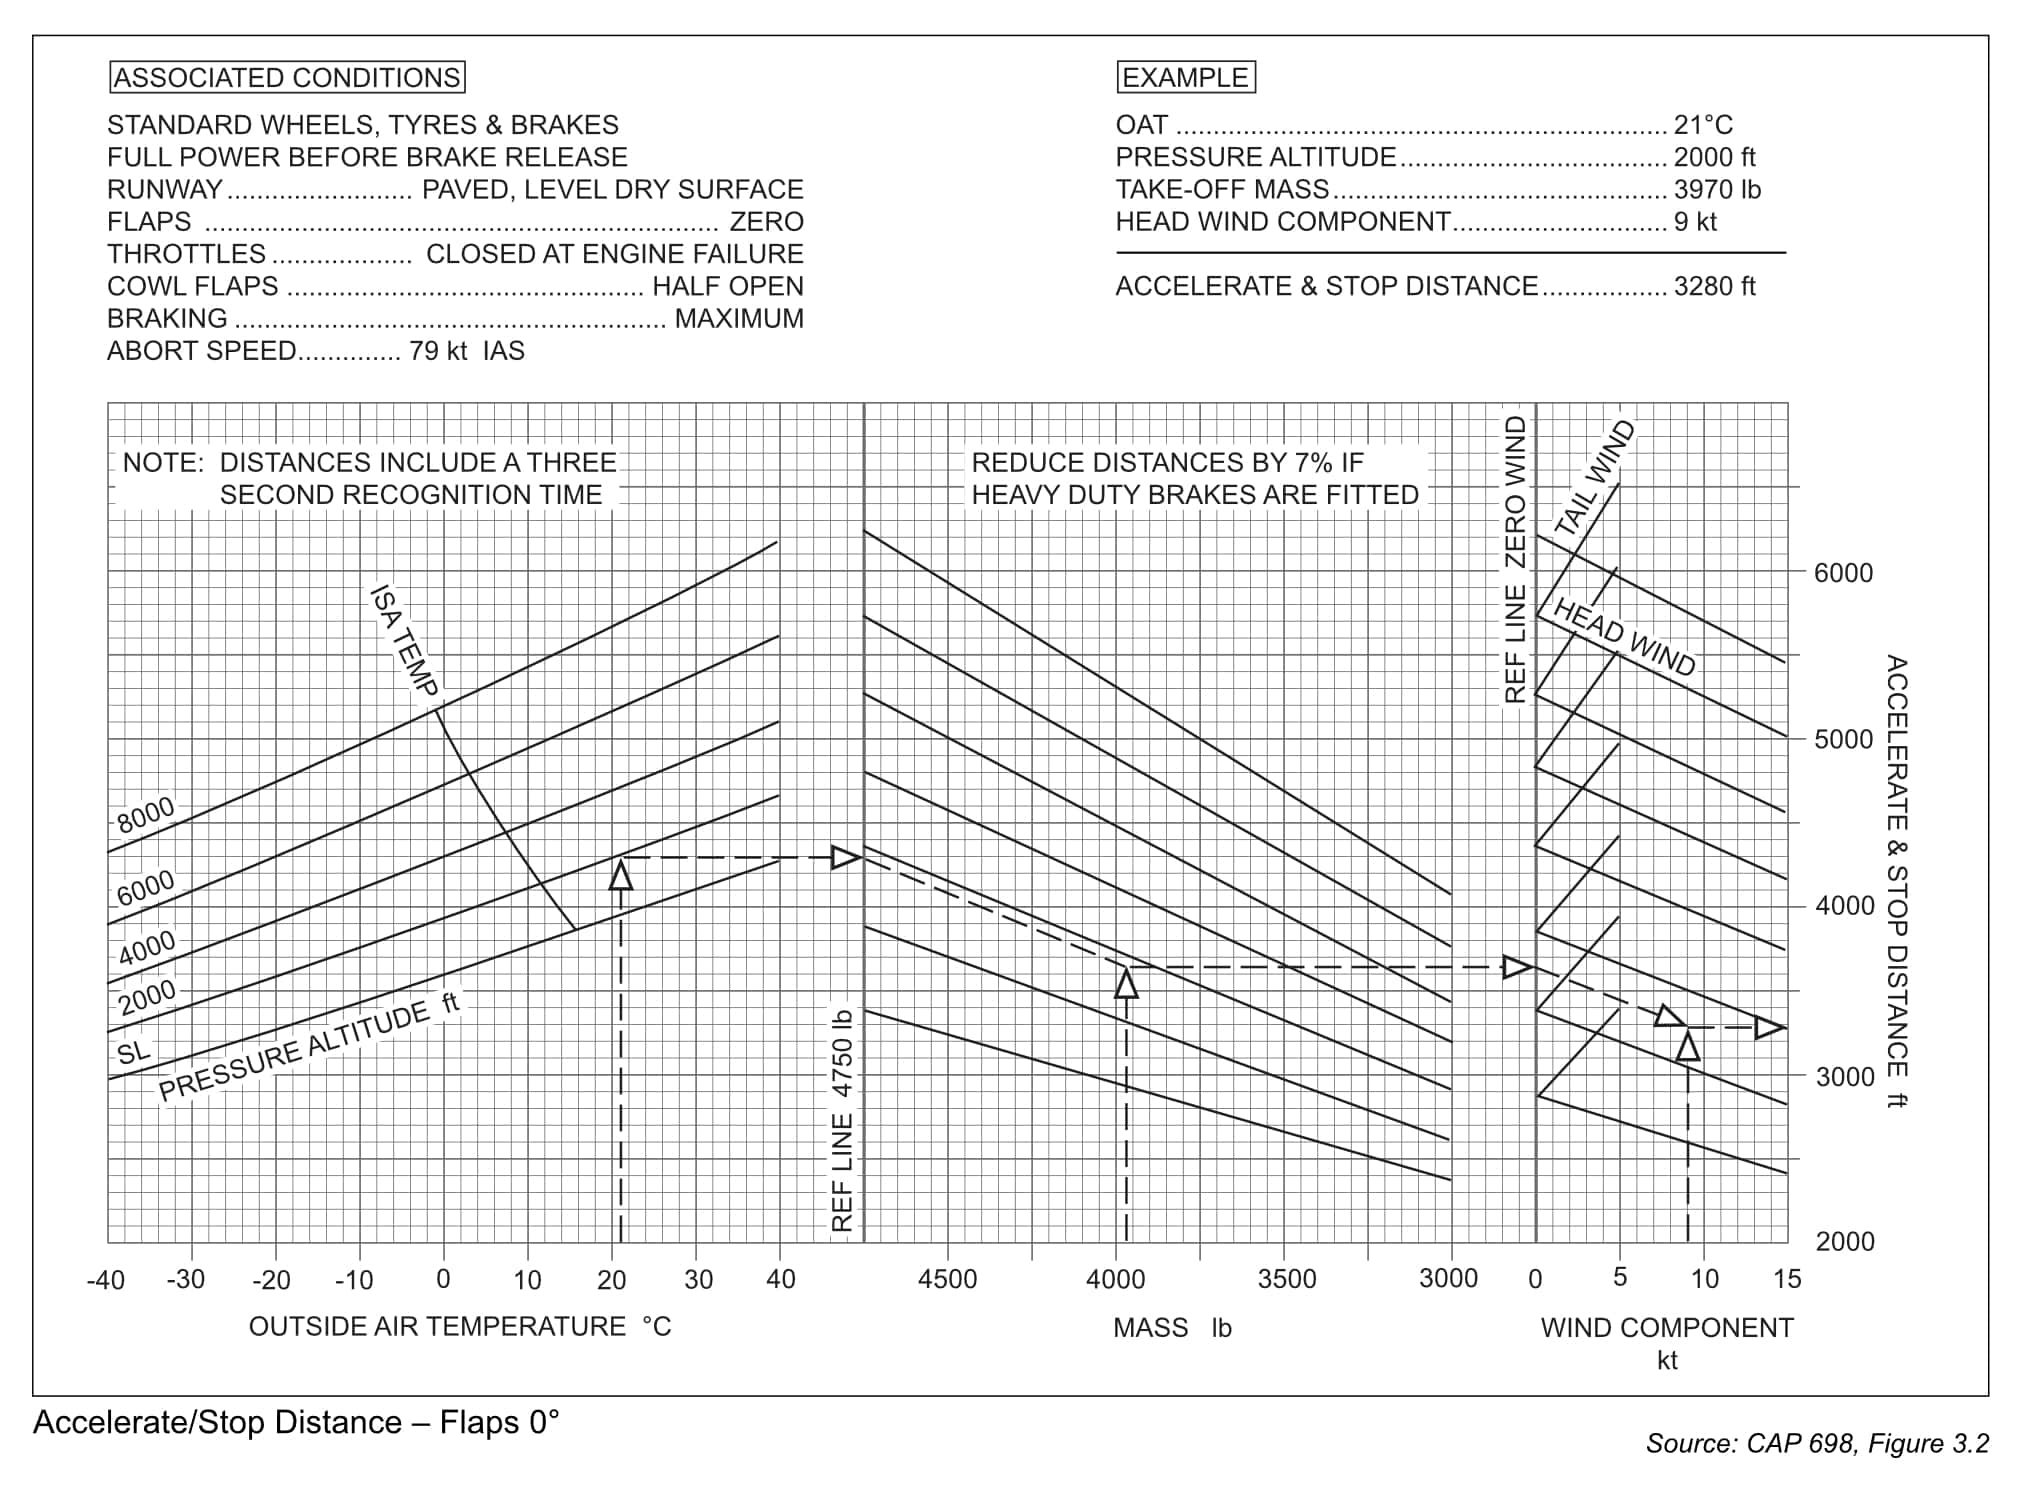 ASSOCIATED CONDITIONS
STANDARD WHEELS, TYRES & BRAKES
FULL POWER BEFORE BRAKE RELEASE
RUNWAY......................... PAVED, LEVEL DRY SURFACE
FLAPS ..................................................................... ZERO
THROTTLES ................... CLOSED AT ENGINE FAILURE
COWL FLAPS ................................................ HALF OPEN
BRAKING .......................................................... MAXIMUM
ABORT SPEED.............. 79 kt IAS
EXAMPLE
OAT .................................................................. 21°C
PRESSURE ALTITUDE.................................... 2000 ft
TAKE-OFF MASS............................................. 3970 lb
HEAD WIND COMPONENT............................. 9 kt
ACCELERATE & STOP DISTANCE................. 3280 ft
NOTE: DISTANCES INCLUDE A THREE
SECOND RECOGNITION TIME
REDUCE DISTANCES BY 7% IF
HEAVY DUTY BRAKES ARE FITTED
ISA TEMP
8000
6000
4000
2000
SL
PRESSURE ALTITUDE ft
REF LINE 4750 lb
REF LINE ZERO WIND
TAIL WIND
HEAD WIND
6000
5000
4000
3000
2000
ACCELERATE & STOP DISTANCE ft
-40 -30 -20 -10 0 10 20 30 40 4500 4000 3500 3000 0 5 10 15
OUTSIDE AIR TEMPERATURE °C
MASS lb
WIND COMPONENT
kt
Accelerate/Stop Distance – Flaps 0°
Source: CAP 698, Figure 3.2